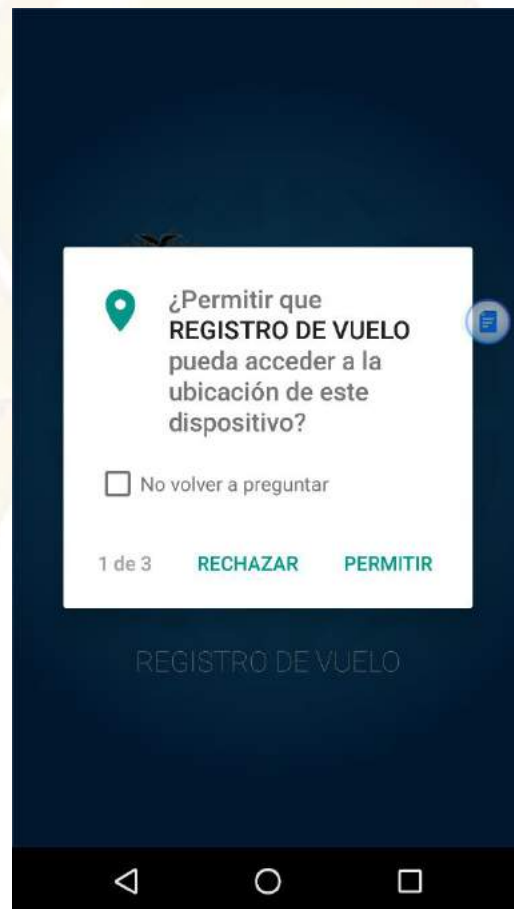 ¿Permitir que
REGISTRO DE VUELO
pueda acceder a la
ubicación de este
dispositivo?
No volver a preguntar
1 de 3 RECHAZAR PERMITIR
REGISTRO DE VUELO